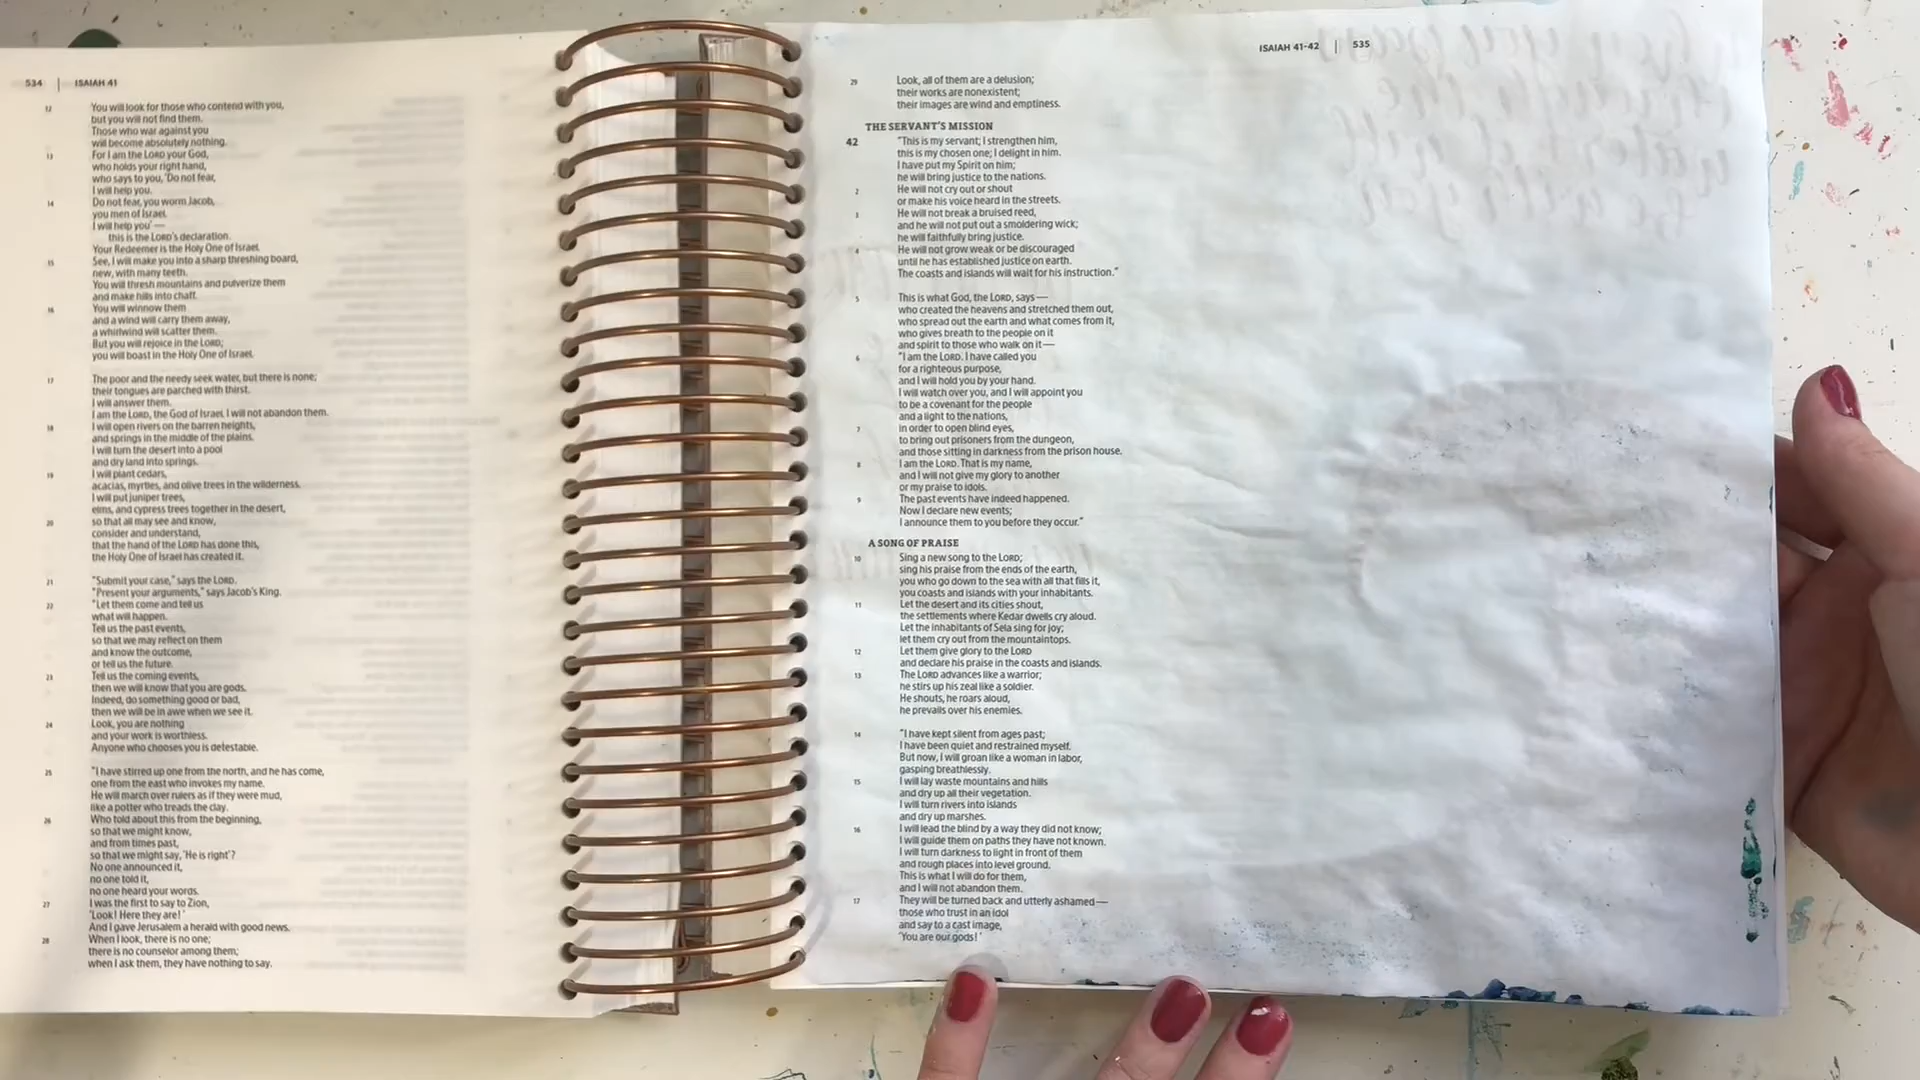 534 | ISAIAH 41
12 You will look for those who contend with you,
but you will not find them.
Those who war against you
will become absolutely nothing.
13 For I am the LORD your God,
who holds your right hand,
who says to you, 'Do not fear,
I will help you.
14 Do not fear, you worm Jacob,
you men of Israel.
I will help you' —
this is the LORD's declaration.
Your Redeemer is the Holy One of Israel.
15 See, I will make you into a sharp threshing board,
new, with many teeth.
You will thresh mountains and pulverize them
and make hills into chaff.
16 You will winnow them
and a wind will carry them away,
a whirlwind will scatter them.
But you will rejoice in the LORD;
you will boast in the Holy One of Israel.
17 The poor and the needy seek water, but there is none;
their tongues are parched with thirst.
I will answer them.
I am the LORD, the God of Israel. I will not abandon them.
18 I will open rivers on the barren heights,
and springs in the middle of the plains.
I will turn the desert into a pool
and dry land into springs.
19 I will plant cedars,
acacias, myrtles, and olive trees in the wilderness.
I will put juniper trees,
elms, and cypress trees together in the desert,
20 so that all may see and know,
consider and understand,
that the hand of the LORD has done this,
the Holy One of Israel has created it.
21 "Submit your case," says the LORD.
"Present your arguments," says Jacob's King.
22 "Let them come and tell us
what will happen.
Tell us the past events,
so that we may reflect on them
and know the outcome,
or tell us the future.
23 Tell us the coming events,
then we will know that you are gods.
Indeed, do something good or bad,
then we will be in awe when we see it.
24 Look, you are nothing
and your work is worthless.
Anyone who chooses you is detestable.
25 "I have stirred up one from the north, and he has come,
one from the east who invokes my name.
He will march over rulers as if they were mud,
like a potter who treads the clay.
26 Who told about this from the beginning,
so that we might know,
and from times past,
so that we might say, 'He is right'?
No one announced it,
no one told it,
no one heard your words.
27 I was the first to say to Zion,
'Look! Here they are!'
And I gave Jerusalem a herald with good news.
28 When I look, there is no one;
there is no counselor among them;
when I ask them, they have nothing to say.
ISAIAH 41-42 | 535
29 Look, all of them are a delusion;
their works are nonexistent;
their images are wind and emptiness.
THE SERVANT'S MISSION
42 "This is my servant; I strengthen him,
this is my chosen one; I delight in him.
I have put my Spirit on him;
he will bring justice to the nations.
2 He will not cry out or shout
or make his voice heard in the streets.
3 He will not break a bruised reed,
and he will not put out a smoldering wick;
he will faithfully bring justice.
4 He will not grow weak or be discouraged
until he has established justice on earth.
The coasts and islands will wait for his instruction."
5 This is what God, the LORD, says—
who created the heavens and stretched them out,
who spread out the earth and what comes from it,
who gives breath to the people on it
and spirit to those who walk on it—
6 "I am the LORD. I have called you
for a righteous purpose,
and I will hold you by your hand.
I will watch over you, and I will appoint you
to be a covenant for the people
and a light to the nations,
7 in order to open blind eyes,
to bring out prisoners from the dungeon,
and those sitting in darkness from the prison house.
8 I am the LORD. That is my name,
and I will not give my glory to another
or my praise to idols.
9 The past events have indeed happened.
Now I declare new events;
I announce them to you before they occur."
A SONG OF PRAISE
10 Sing a new song to the LORD;
sing his praise from the ends of the earth,
you who go down to the sea with all that fills it,
you coasts and islands with your inhabitants.
11 Let the desert and its cities shout,
the settlements where Kedar dwells cry aloud.
Let the inhabitants of Sela sing for joy;
let them cry out from the mountaintops.
12 Let them give glory to the LORD
and declare his praise in the coasts and islands.
13 The LORD advances like a warrior;
he stirs up his zeal like a soldier.
He shouts, he roars aloud,
he prevails over his enemies.
14 "I have kept silent from ages past;
I have been quiet and restrained myself.
But now, I will groan like a woman in labor,
gasping breathlessly.
15 I will lay waste mountains and hills
and dry up all their vegetation.
I will turn rivers into islands
and dry up marshes.
16 I will lead the blind by a way they did not know;
I will guide them on paths they have not known.
I will turn darkness to light in front of them
and rough places into level ground.
This is what I will do for them,
and I will not abandon them.
17 They will be turned back and utterly ashamed—
those who trust in an idol
and say to a cast image,
'You are our gods!'